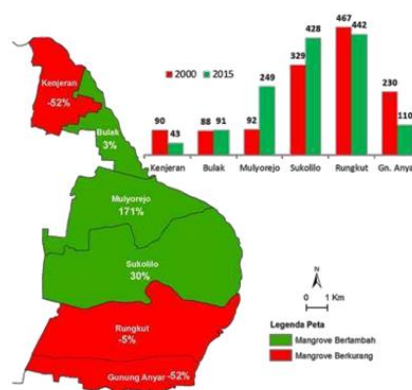 Kenjeran
-52%
Bulak
3%
Mulyorejo
171%
Sukolilo
30%
Rungkut
-5%
Gunung Anyar -52%
2000 2015
90 43
88 91
92 249
329 428
467 442
230 110
Kenjeran Bulak Mulyorejo Sukolilo Rungkut Gn. Anyar
N
1 Km
Legenda Peta
Mangrove Bertambah
Mangrove Berkurang